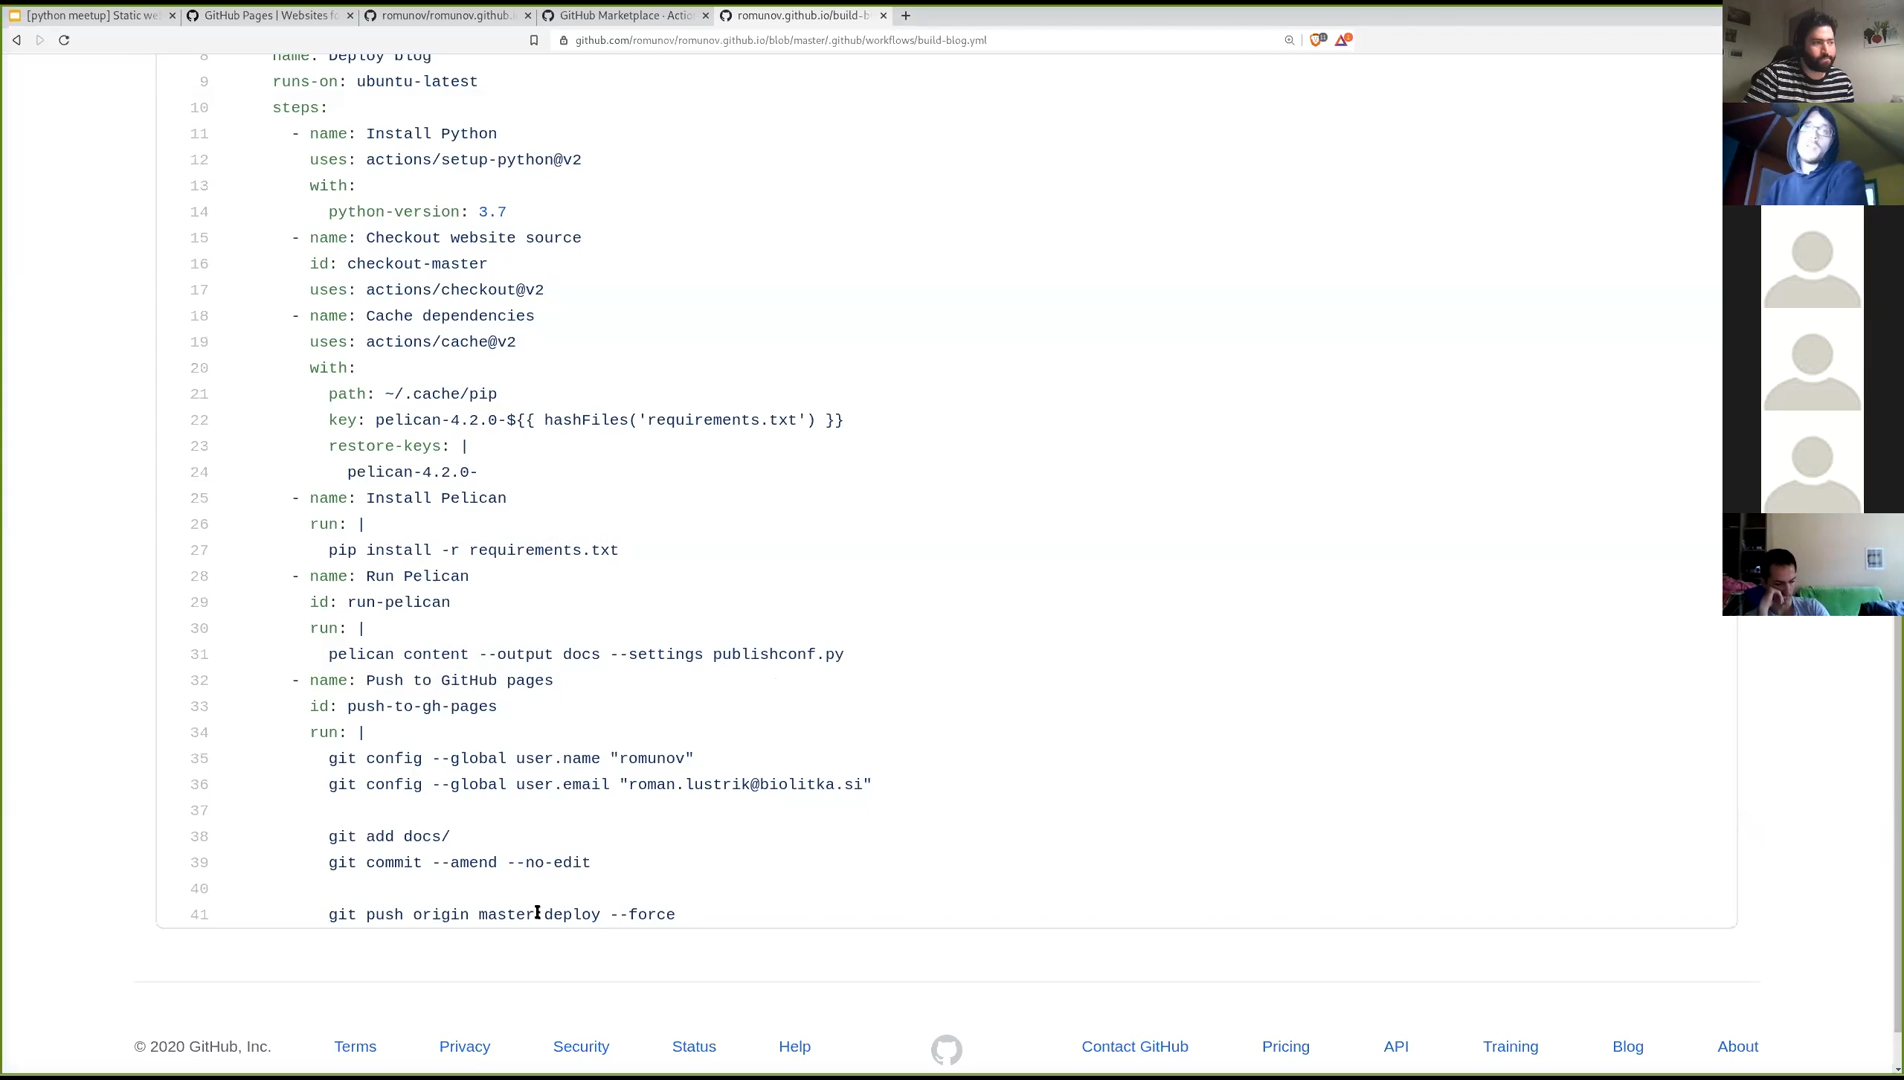 [python meetup] Static we
GitHub Pages | Websites fo
romunov/romunov.github.i
GitHub Marketplace · Actio
romunov.github.io/build-b
github.com/romunov/romunov.github.io/blob/master/.github/workflows/build-blog.yml
8 name: Deploy blog
9 runs-on: ubuntu-latest
10 steps:
11 - name: Install Python
12 uses: actions/setup-python@v2
13 with:
14 python-version: 3.7
15 - name: Checkout website source
16 id: checkout-master
17 uses: actions/checkout@v2
18 - name: Cache dependencies
19 uses: actions/cache@v2
20 with:
21 path: ~/.cache/pip
22 key: pelican-4.2.0-${{ hashFiles('requirements.txt') }}
23 restore-keys: |
24 pelican-4.2.0-
25 - name: Install Pelican
26 run: |
27 pip install -r requirements.txt
28 - name: Run Pelican
29 id: run-pelican
30 run: |
31 pelican content --output docs --settings publishconf.py
32 - name: Push to GitHub pages
33 id: push-to-gh-pages
34 run: |
35 git config --global user.name "romunov"
36 git config --global user.email "roman.lustrik@biolitka.si"
37
38 git add docs/
39 git commit --amend --no-edit
40
41 git push origin master deploy --force
© 2020 GitHub, Inc.
Terms
Privacy
Security
Status
Help
Contact GitHub
Pricing
API
Training
Blog
About